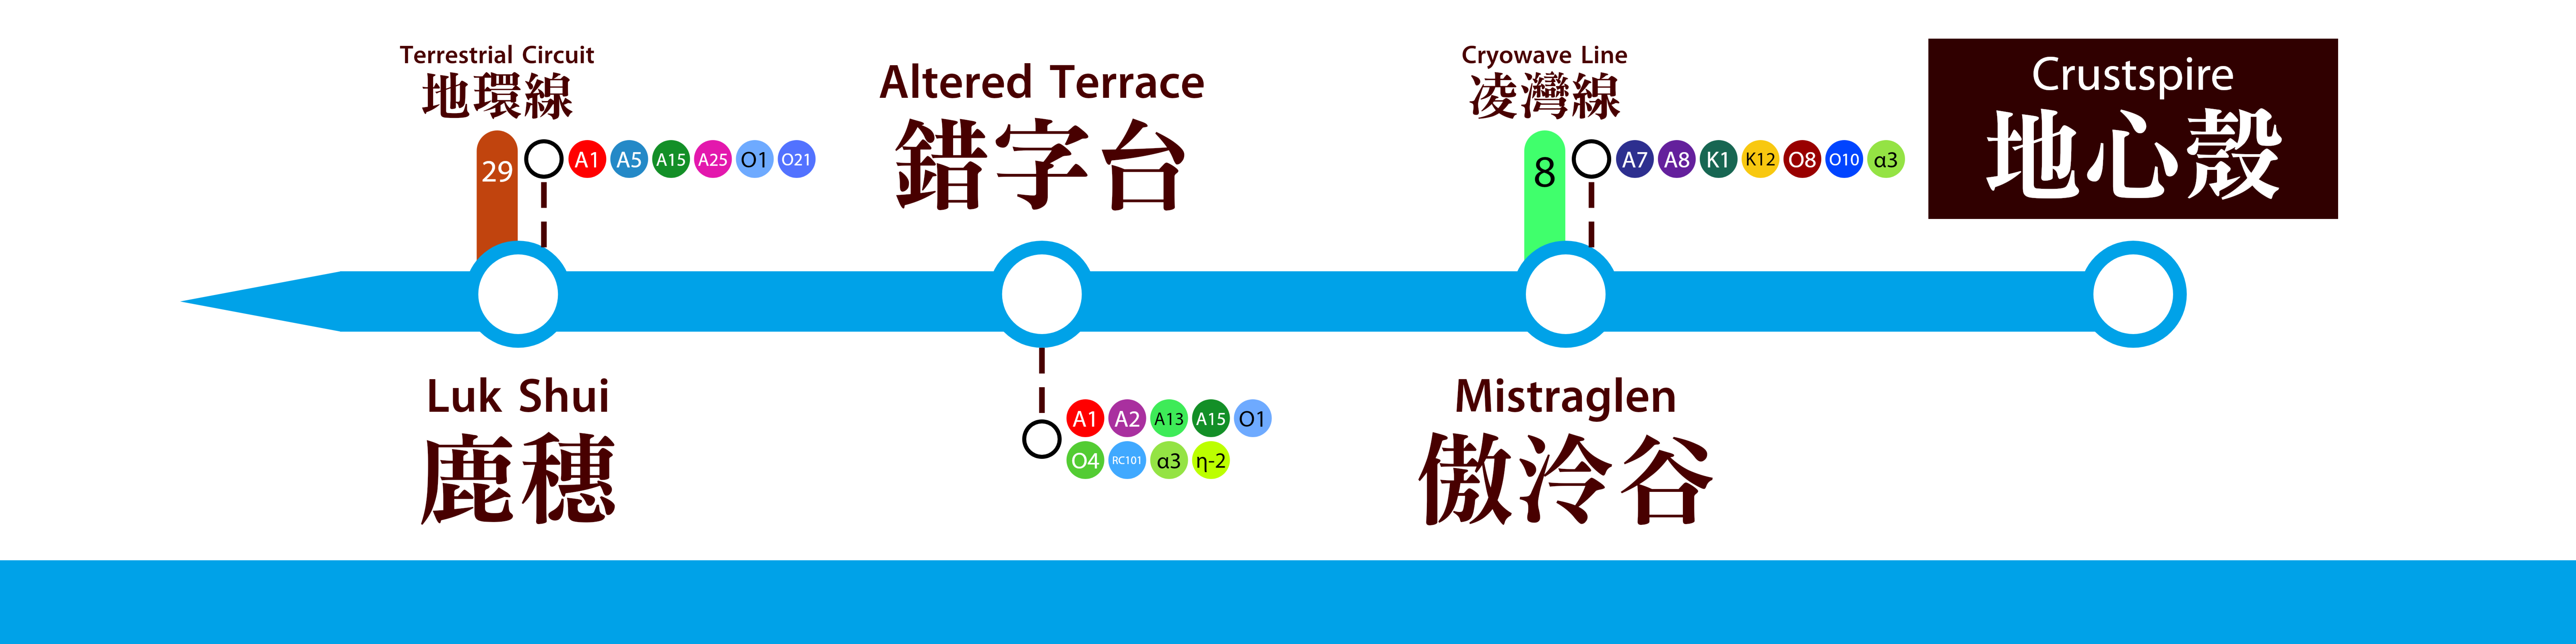 Terrestrial Circuit
地環線
29
A1 A5 A15 A25 O1 O21
Altered Terrace
錯字台
Cryowave Line
凌灣線
8
A7 A8 K1 K12 O8 O10 α3
Crustspire
地心殼
Luk Shui
鹿穗
A1 A2 A13 A15 O1
O4 RC101 α3 η-2
Mistraglen
傲泠谷